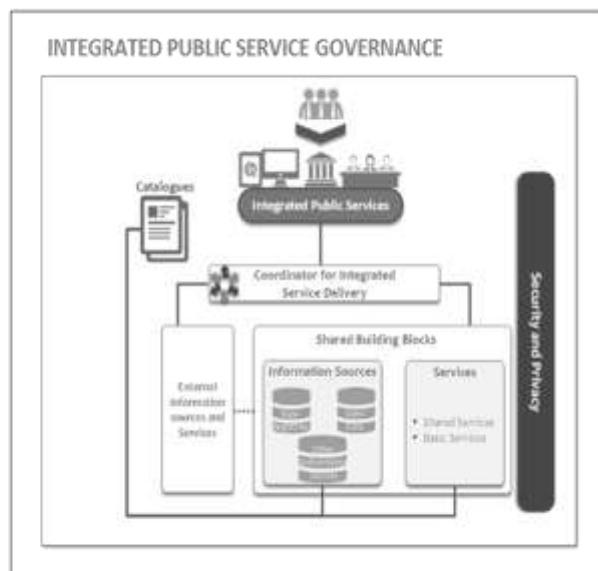 INTEGRATED PUBLIC SERVICE GOVERNANCE
Catalogues
Integrated Public Services
Coordinator for Integrated
Service Delivery
Shared Building Blocks
Information Sources
Services
External
Information
sources and
Services
• Shared Services
• Basic Services
Security and Privacy